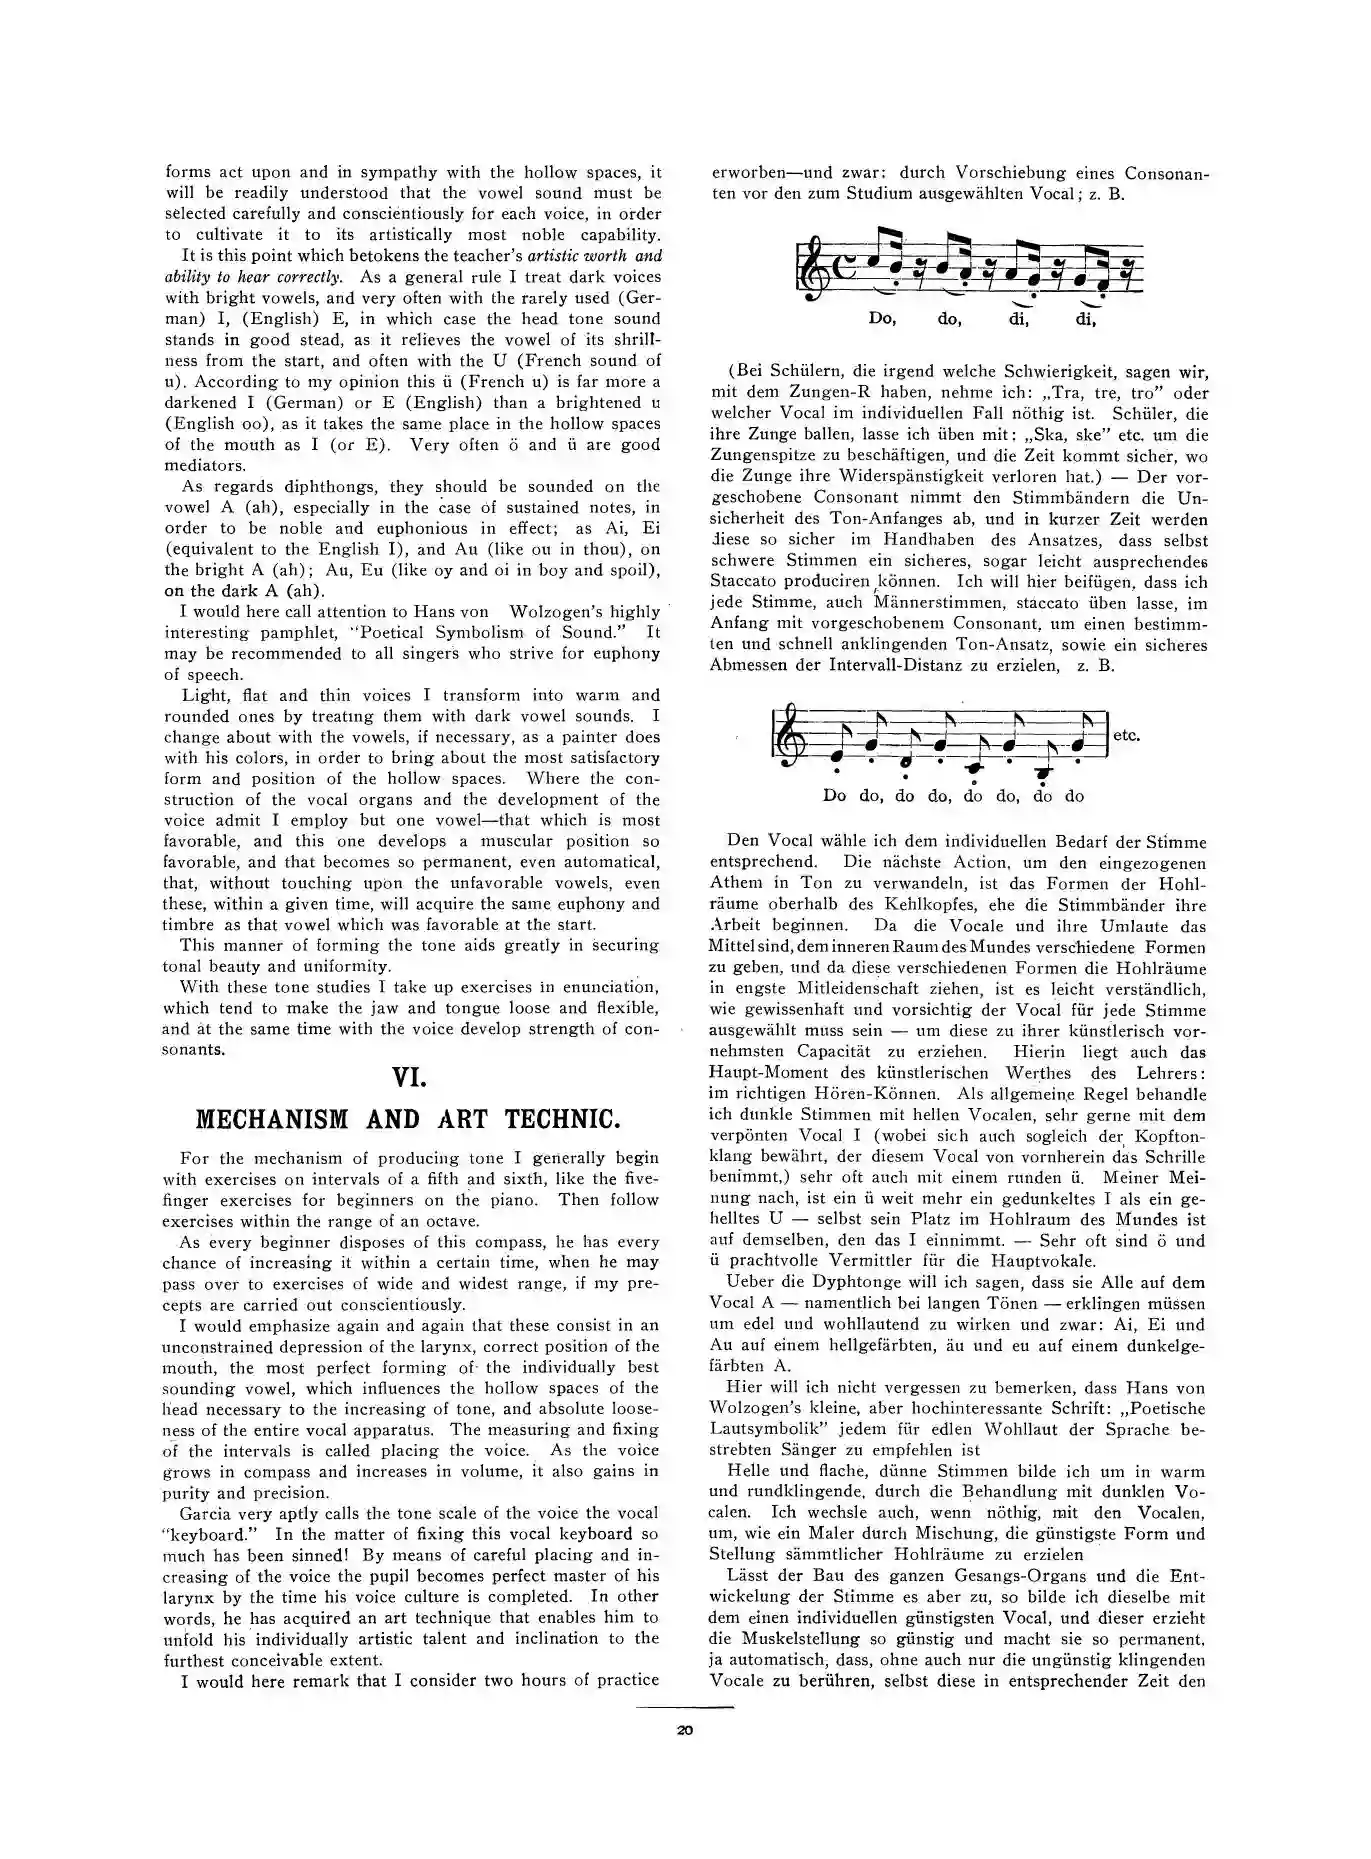 forms act upon and in sympathy with the hollow spaces, it
will be readily understood that the vowel sound must be
selected carefully and conscientiously for each voice, in order
to cultivate it to its artistically most noble capability.
It is this point which betokens the teacher's artistic worth and
ability to hear correctly. As a general rule I treat dark voices
with bright vowels, and very often with the rarely used (Ger-
man) I, (English) E, in which case the head tone sound
stands in good stead, as it relieves the vowel of its shrill-
ness from the start, and often with the U (French sound of
u). According to my opinion this ü (French u) is far more a
darkened I (German) or E (English) than a brightened u
(English oo), as it takes the same place in the hollow spaces
of the mouth as I (or E). Very often ö and ü are good
mediators.
As regards diphthongs, they should be sounded on the
vowel A (ah), especially in the case of sustained notes, in
order to be noble and euphonious in effect; as Ai, Ei
(equivalent to the English I), and Au (like ou in thou), on
the bright A (ah); Au, Eu (like oy and oi in boy and spoil),
on the dark A (ah).
I would here call attention to Hans von Wolzogen's highly
interesting pamphlet, "Poetical Symbolism of Sound." It
may be recommended to all singers who strive for euphony
of speech.
Light, flat and thin voices I transform into warm and
rounded ones by treating them with dark vowel sounds. I
change about with the vowels, if necessary, as a painter does
with his colors, in order to bring about the most satisfactory
form and position of the hollow spaces. Where the con-
struction of the vocal organs and the development of the
voice admit I employ but one vowel—that which is most
favorable, and this one develops a muscular position so
favorable, and that becomes so permanent, even automatical,
that, without touching upon the unfavorable vowels, even
these, within a given time, will acquire the same euphony and
timbre as that vowel which was favorable at the start.
This manner of forming the tone aids greatly in securing
tonal beauty and uniformity.
With these tone studies I take up exercises in enunciation,
which tend to make the jaw and tongue loose and flexible,
and at the same time with the voice develop strength of con-
sonants.
VI.
MECHANISM AND ART TECHNIC.
For the mechanism of producing tone I generally begin
with exercises on intervals of a fifth and sixth, like the five-
finger exercises for beginners on the piano. Then follow
exercises within the range of an octave.
As every beginner disposes of this compass, he has every
chance of increasing it within a certain time, when he may
pass over to exercises of wide and widest range, if my pre-
cepts are carried out conscientiously.
I would emphasize again and again that these consist in an
unconstrained depression of the larynx, correct position of the
mouth, the most perfect forming of the individually best
sounding vowel, which influences the hollow spaces of the
head necessary to the increasing of tone, and absolute loose-
ness of the entire vocal apparatus. The measuring and fixing
of the intervals is called placing the voice. As the voice
grows in compass and increases in volume, it also gains in
purity and precision.
Garcia very aptly calls the tone scale of the voice the vocal
"keyboard." In the matter of fixing this vocal keyboard so
much has been sinned! By means of careful placing and in-
creasing of the voice the pupil becomes perfect master of his
larynx by the time his voice culture is completed. In other
words, he has acquired an art technique that enables him to
unfold his individually artistic talent and inclination to the
furthest conceivable extent.
I would here remark that I consider two hours of practice
erworben—und zwar: durch Vorschiebung eines Consonan-
ten vor den zum Studium ausgewählten Vocal; z. B.
Do, do, di, di,
(Bei Schülern, die irgend welche Schwierigkeit, sagen wir,
mit dem Zungen-R haben, nehme ich: „Tra, tre, tro” oder
welcher Vocal im individuellen Fall nöthig ist. Schüler, die
ihre Zunge ballen, lasse ich üben mit: „Ska, ske” etc. um die
Zungenspitze zu beschäftigen, und die Zeit kommt sicher, wo
die Zunge ihre Widerspänstigkeit verloren hat.) — Der vor-
geschobene Consonant nimmt den Stimmbändern die Un-
sicherheit des Ton-Anfanges ab, und in kurzer Zeit werden
diese so sicher im Handhaben des Ansatzes, dass selbst
schwere Stimmen ein sicheres, sogar leicht ausprechendes
Staccato produciren können. Ich will hier beifügen, dass ich
jede Stimme, auch Männerstimmen, staccato üben lasse, im
Anfang mit vorgeschobenem Consonant, um einen bestimm-
ten und schnell anklingenden Ton-Ansatz, sowie ein sicheres
Abmessen der Intervall-Distanz zu erzielen, z. B.
etc.
Do do, do do, do do, do do
Den Vocal wähle ich dem individuellen Bedarf der Stimme
entsprechend. Die nächste Action, um den eingezogenen
Athem in Ton zu verwandeln, ist das Formen der Hohl-
räume oberhalb des Kehlkopfes, ehe die Stimmbänder ihre
Arbeit beginnen. Da die Vocale und ihre Umlaute das
Mittel sind, dem inneren Raum des Mundes verschiedene Formen
zu geben, und da diese verschiedenen Formen die Hohlräume
in engste Mitleidenschaft ziehen, ist es leicht verständlich,
wie gewissenhaft und vorsichtig der Vocal für jede Stimme
ausgewählt muss sein — um diese zu ihrer künstlerisch vor-
nehmsten Capacität zu erziehen. Hierin liegt auch das
Haupt-Moment des künstlerischen Werthes des Lehrers:
im richtigen Hören-Können. Als allgemeine Regel behandle
ich dunkle Stimmen mit hellen Vocalen, sehr gerne mit dem
verpönten Vocal I (wobei sich auch sogleich der Kopfton-
klang bewährt, der diesem Vocal von vornherein das Schrille
benimmt,) sehr oft auch mit einem runden ü. Meiner Mei-
nung nach, ist ein ü weit mehr ein gedunkeltes I als ein ge-
helltes U — selbst sein Platz im Hohlraum des Mundes ist
auf demselben, den das I einnimmt. — Sehr oft sind ö und
ü prachtvolle Vermittler für die Hauptvokale.
Ueber die Dyphtonge will ich sagen, dass sie Alle auf dem
Vocal A — namentlich bei langen Tönen — erklingen müssen
um edel und wohllautend zu wirken und zwar: Ai, Ei und
Au auf einem hellgefärbten, äu und eu auf einem dunkelge-
färbten A.
Hier will ich nicht vergessen zu bemerken, dass Hans von
Wolzogen's kleine, aber hochinteressante Schrift: „Poetische
Lautsymbolik” jedem für edlen Wohllaut der Sprache be-
strebten Sänger zu empfehlen ist
Helle und flache, dünne Stimmen bilde ich um in warm
und rundklingende, durch die Behandlung mit dunklen Vo-
calen. Ich wechsle auch, wenn nöthig, mit den Vocalen,
um, wie ein Maler durch Mischung, die günstigste Form und
Stellung sämmtlicher Hohlräume zu erzielen
Lässt der Bau des ganzen Gesangs-Organs und die Ent-
wickelung der Stimme es aber zu, so bilde ich dieselbe mit
dem einen individuellen günstigsten Vocal, und dieser erzieht
die Muskelstellung so günstig und macht sie so permanent,
ja automatisch, dass, ohne auch nur die ungünstig klingenden
Vocale zu berühren, selbst diese in entsprechender Zeit den
20